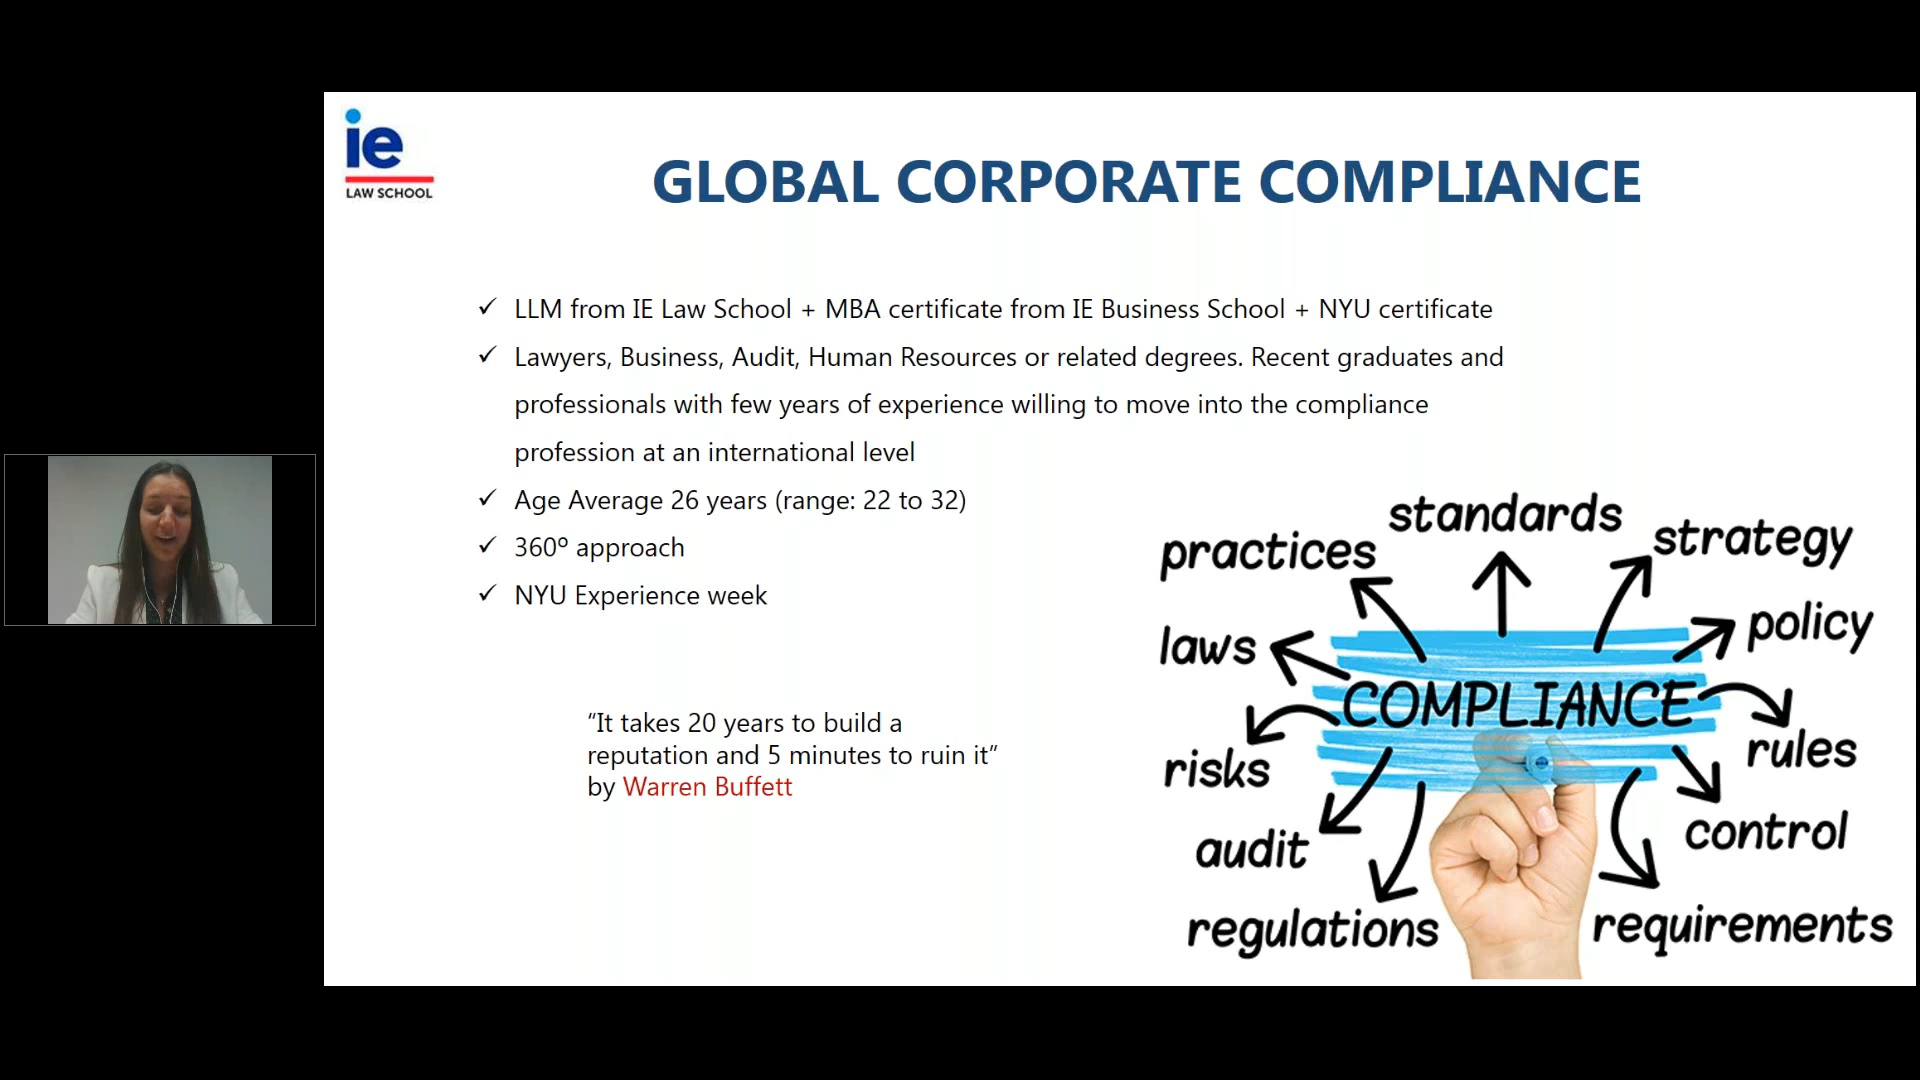 ie
LAW SCHOOL
GLOBAL CORPORATE COMPLIANCE
✓ LLM from IE Law School + MBA certificate from IE Business School + NYU certificate
✓ Lawyers, Business, Audit, Human Resources or related degrees. Recent graduates and
professionals with few years of experience willing to move into the compliance
profession at an international level
✓ Age Average 26 years (range: 22 to 32)
✓ 360º approach
✓ NYU Experience week
“It takes 20 years to build a
reputation and 5 minutes to ruin it”
by Warren Buffett
standards
practices
strategy
laws
policy
COMPLIANCE
risks
rules
audit
control
regulations
requirements